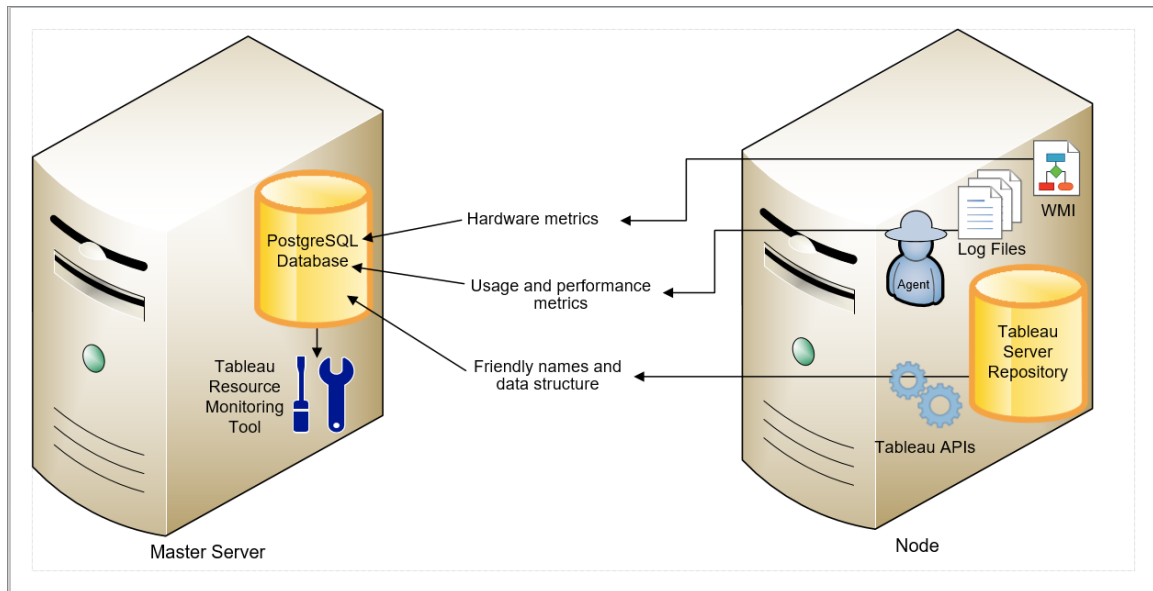 PostgreSQL
Database
Tableau
Resource
Monitoring
Tool
Master Server
Hardware metrics
Usage and performance
metrics
Friendly names and
data structure
WMI
Log Files
Agent
Tableau
Server
Repository
Tableau APIs
Node